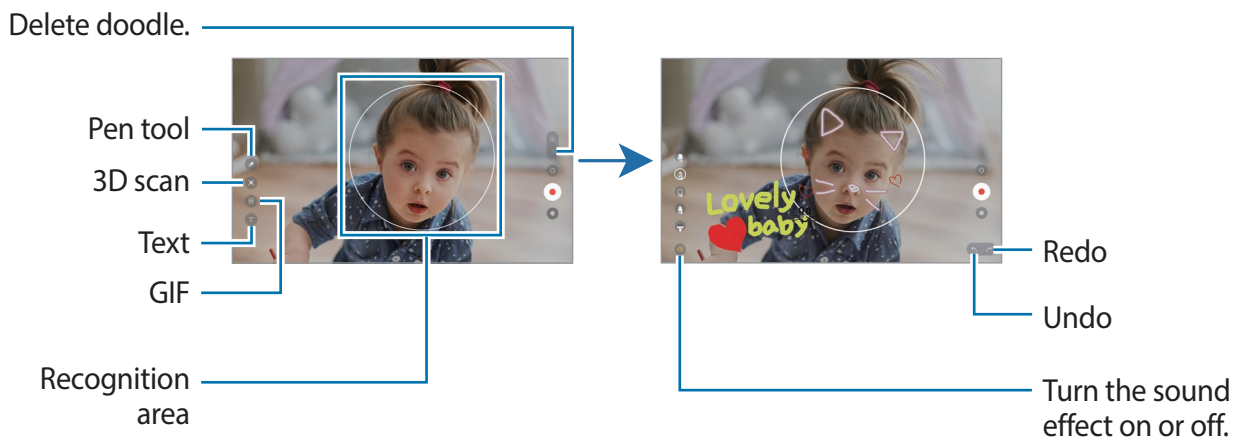 Delete doodle.
Pen tool
3D scan
Text
GIF
Recognition
area
Lovely
baby
Redo
Undo
Turn the sound
effect on or off.